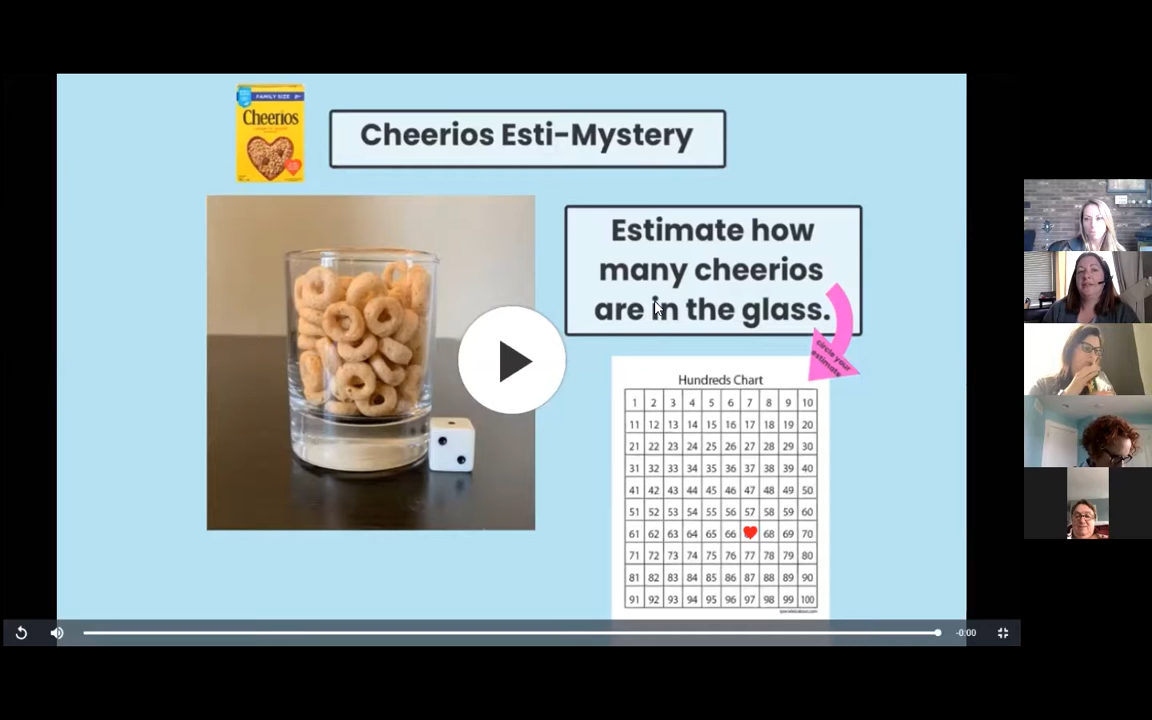 FAMILY SIZE
Cheerios
Cheerios Esti-Mystery
Estimate how
many cheerios
are in the glass.
circle your
estimate
Hundreds Chart
1 2 3 4 5 6 7 8 9 10
11 12 13 14 15 16 17 18 19 20
21 22 23 24 25 26 27 28 29 30
31 32 33 34 35 36 37 38 39 40
41 42 43 44 45 46 47 48 49 50
51 52 53 54 55 56 57 58 59 60
61 62 63 64 65 66 68 69 70
71 72 73 74 75 76 77 78 79 80
81 82 83 84 85 86 87 88 89 90
91 92 93 94 95 96 97 98 99 100
-0:00